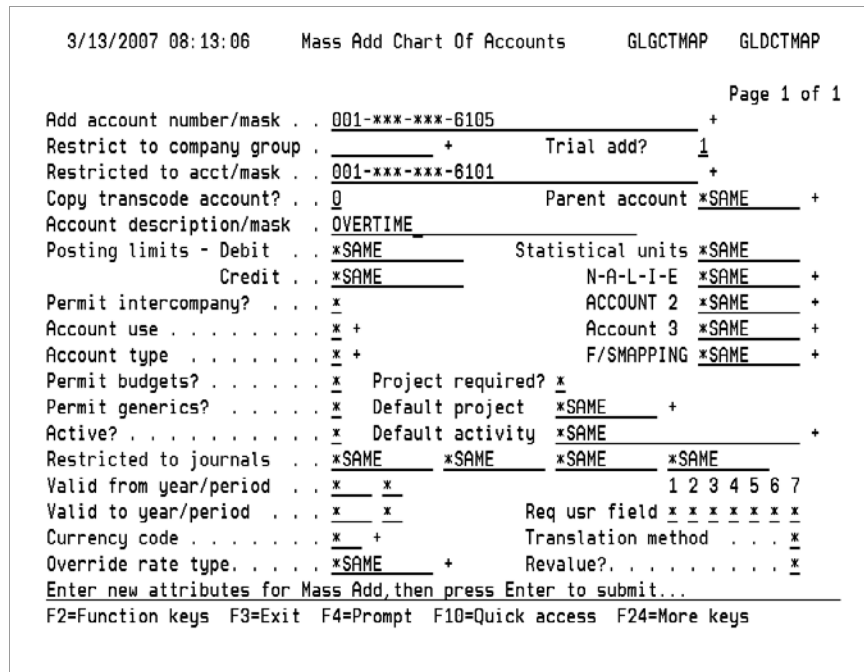 3/13/2007 08:13:06 Mass Add Chart Of Accounts GLGCTMAP GLDCTMAP
Page 1 of 1
Add account number/mask . . 001-***-***-6105 +
Restrict to company group . + Trial add? 1
Restricted to acct/mask . . 001-***-***-6101 +
Copy transcode account? . . 0 Parent account *SAME +
Account description/mask . OVERTIME_
Posting limits - Debit . . *SAME Statistical units *SAME
Credit . . *SAME N-A-L-I-E *SAME +
Permit intercompany? . . . * ACCOUNT 2 *SAME +
Account use . . . . . . . . * + Account 3 *SAME +
Account type . . . . . . . * + F/SMAPPING *SAME +
Permit budgets? . . . . . . * Project required? *
Permit generics? . . . . . * Default project *SAME +
Active? . . . . . . . . . . * Default activity *SAME +
Restricted to journals . . *SAME *SAME *SAME *SAME
Valid from year/period . . * * 1 2 3 4 5 6 7
Valid to year/period . . . * * Req usr field * * * * * * *
Currency code . . . . . . . * + Translation method . . . *
Override rate type. . . . . *SAME + Revalue?. . . . . . . . . *
Enter new attributes for Mass Add,then press Enter to submit...
F2=Function keys F3=Exit F4=Prompt F10=Quick access F24=More keys